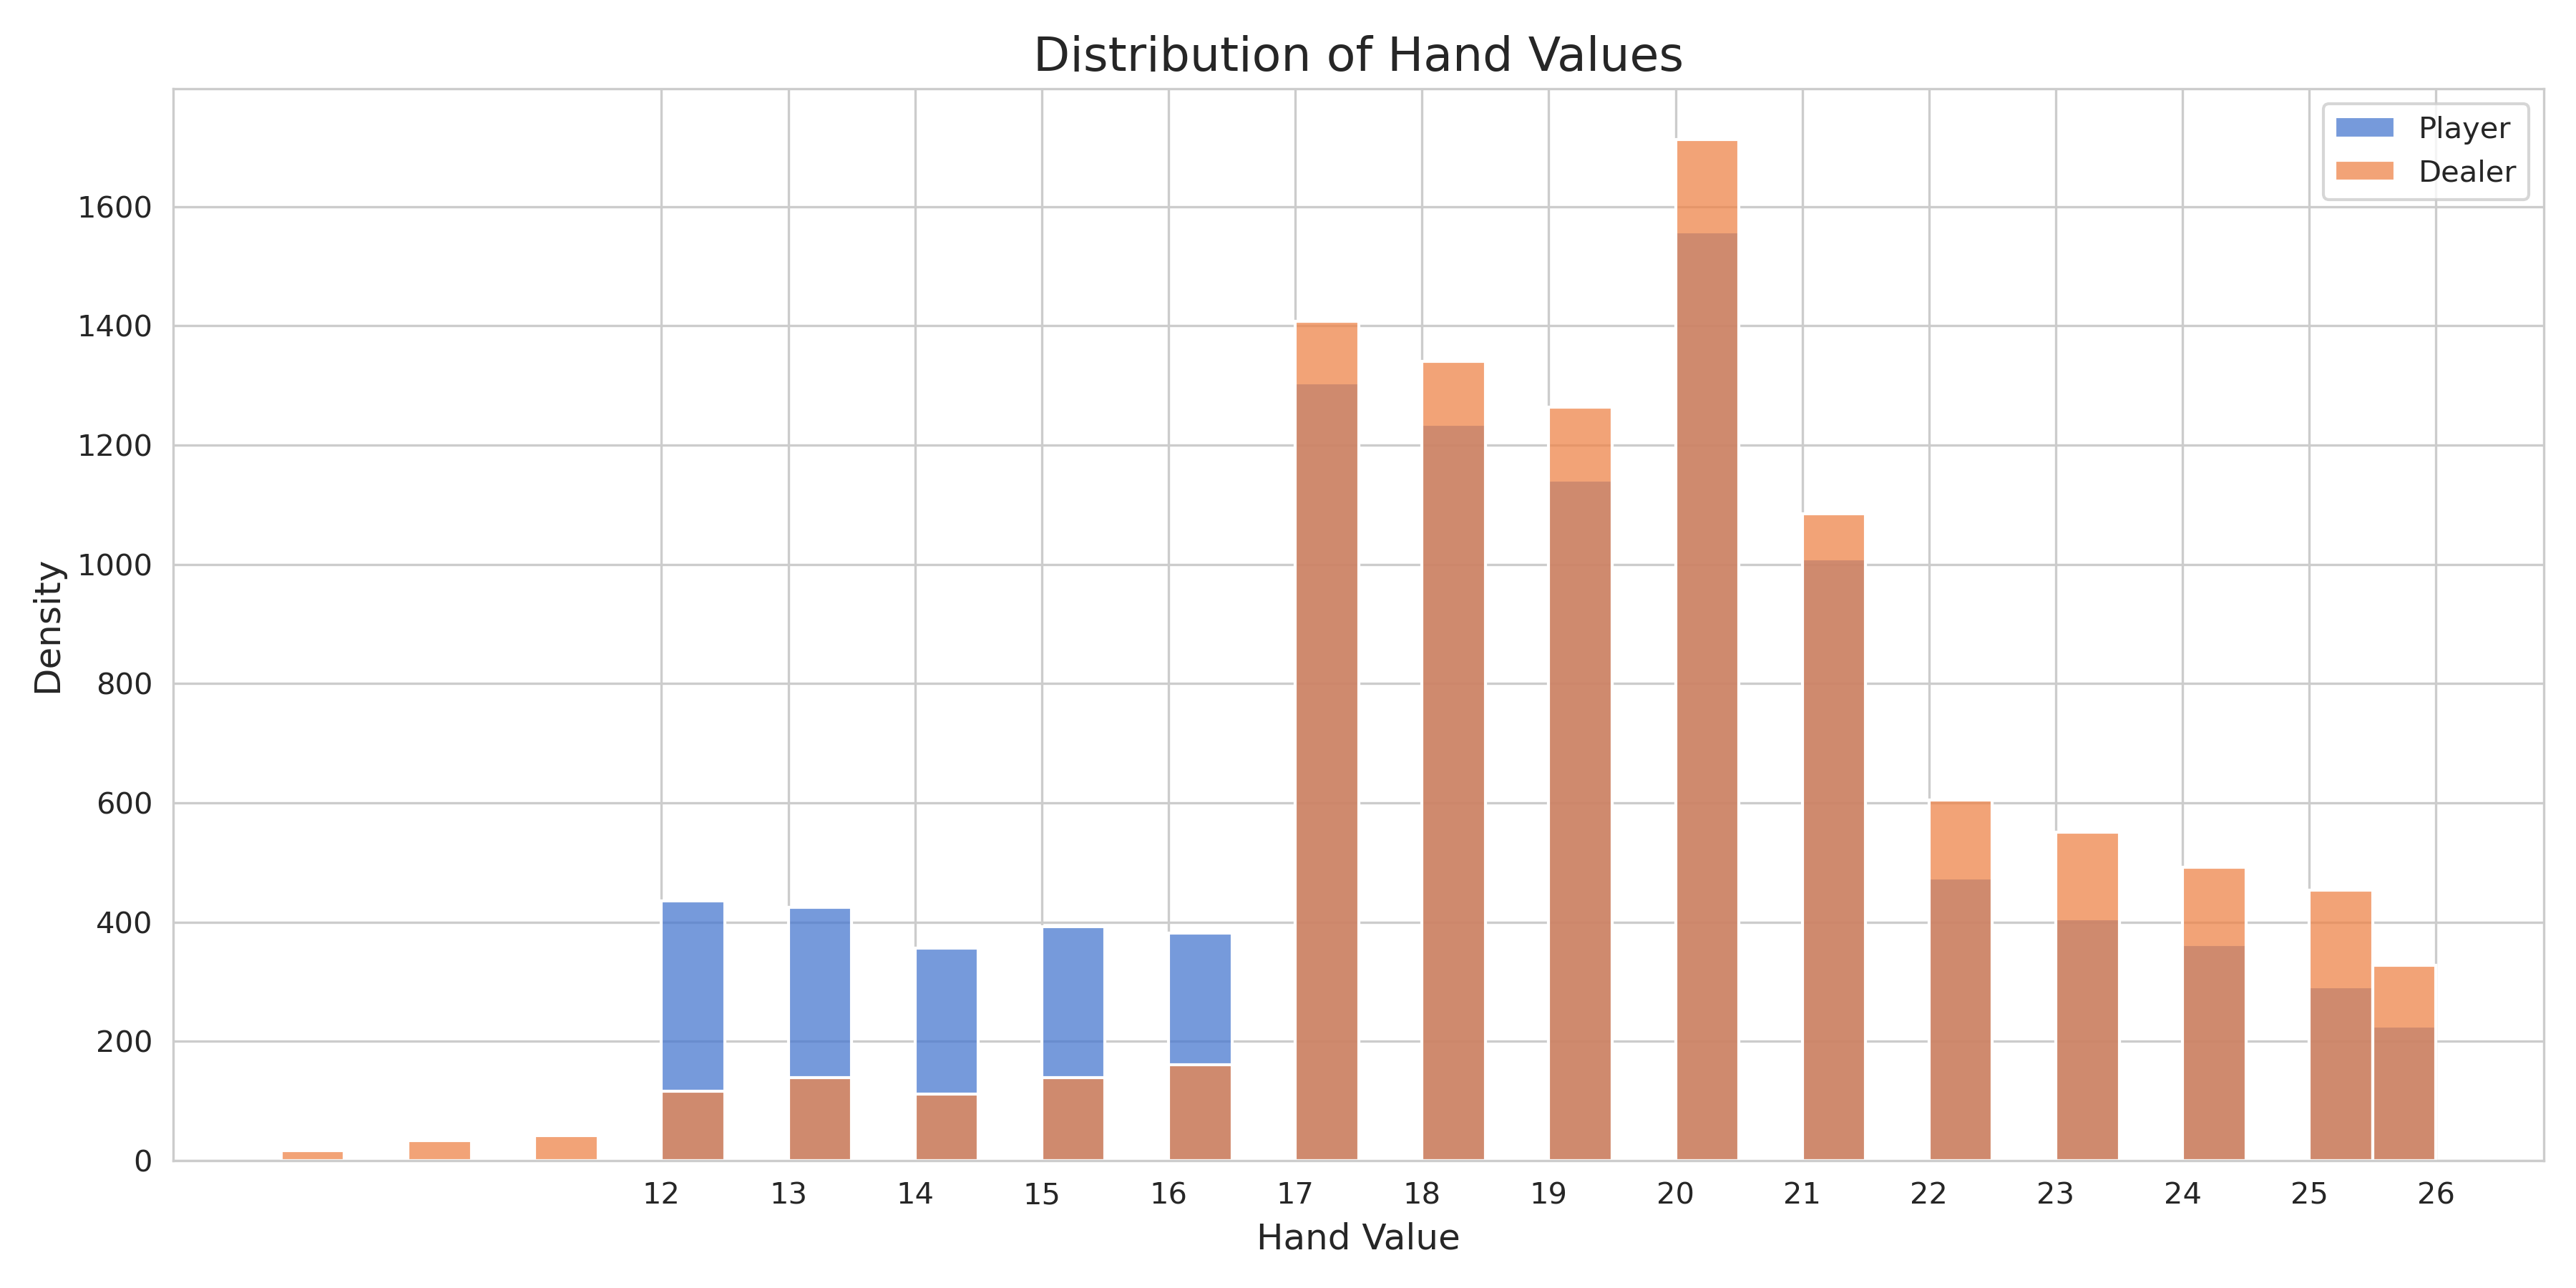 Distribution of Hand Values
Player
Dealer
Density
1600
1400
1200
1000
800
600
400
200
0
12 13 14 15 16 17 18 19 20 21 22 23 24 25 26
Hand Value